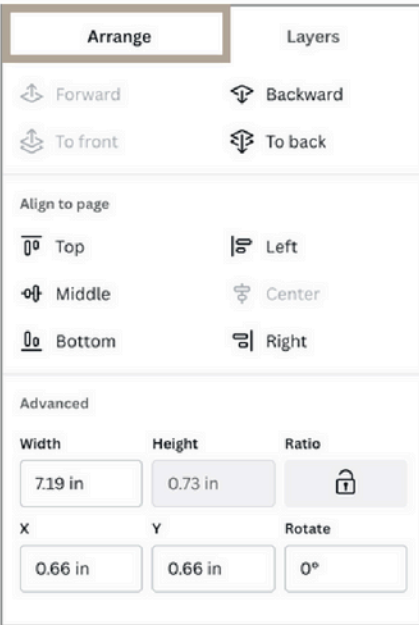 Arrange Layers
Forward Backward
To front To back
Align to page
Top Left
Middle Center
Bottom Right
Advanced
Width Height Ratio
7.19 in 0.73 in
X Y Rotate
0.66 in 0.66 in 0°